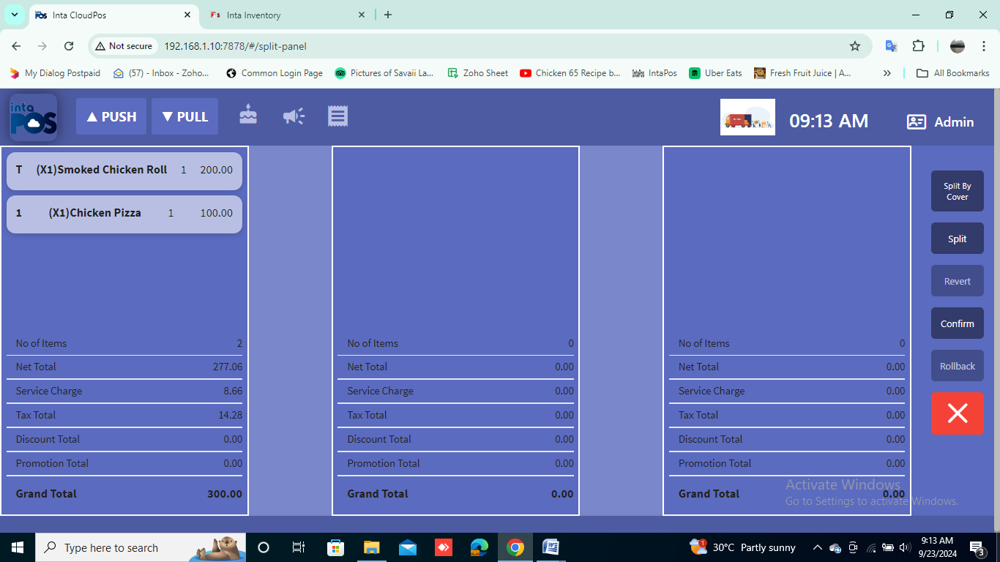 Inta CloudPos
Inta Inventory
Not secure
192.168.1.10:7878/#/split-panel
My Dialog Postpaid
(57) - Inbox - Zoho...
Common Login Page
Pictures of Savaii La...
Zoho Sheet
Chicken 65 Recipe b...
IntaPos
Uber Eats
Fresh Fruit Juice | A...
»
All Bookmarks
inta
POS
▲ PUSH
▼ PULL
09:13 AM
Admin
T (X1)Smoked Chicken Roll 1 200.00
1 (X1)Chicken Pizza 1 100.00
No of Items 2
Net Total 277.06
Service Charge 8.66
Tax Total 14.28
Discount Total 0.00
Promotion Total 0.00
Grand Total 300.00
No of Items 0
Net Total 0.00
Service Charge 0.00
Tax Total 0.00
Discount Total 0.00
Promotion Total 0.00
Grand Total 0.00
No of Items 0
Net Total 0.00
Service Charge 0.00
Tax Total 0.00
Discount Total 0.00
Promotion Total 0.00
Grand Total 0.00
Split By
Cover
Split
Revert
Confirm
Rollback
Activate Windows
Go to Settings to activate Windows.
Type here to search
30°C Partly sunny
9:13 AM
9/23/2024
3